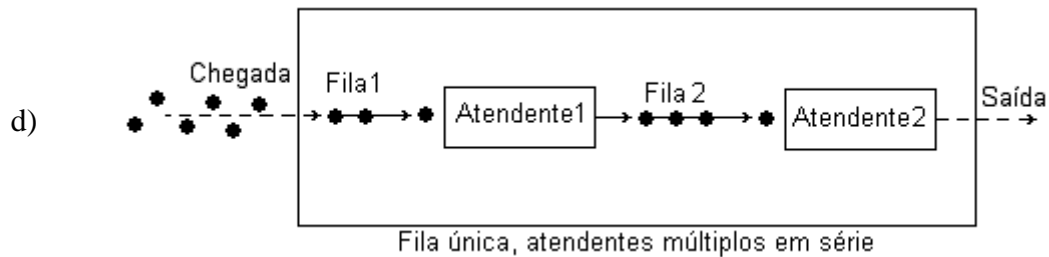 d)
Chegada
Fila1
Atendente1
Fila 2
Atendente2
Saída
Fila única, atendentes múltiplos em série